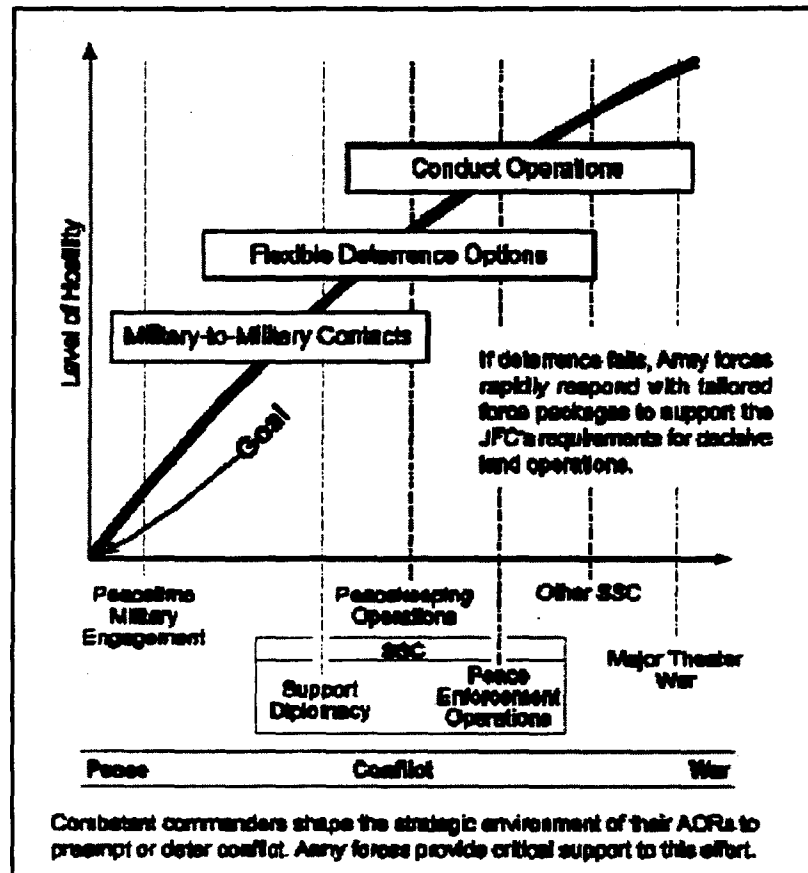 Level of Hostility
Conduct Operations
Flexible Deterrence Options
Military-to-Military Contacts
Goal
If deterrence fails, Army forces
rapidly respond with tailored
force packages to support the
JFC's requirements for decisive
land operations.
Peacetime
Military
Engagement
Peacekeeping
Operations
Other SSC
SSC
Support
Diplomacy
Peace
Enforcement
Operations
Major Theater
War
Peace
Conflict
War
Combatant commanders shape the strategic environment of their AORs to
preempt or deter conflict. Army forces provide critical support to this effort.